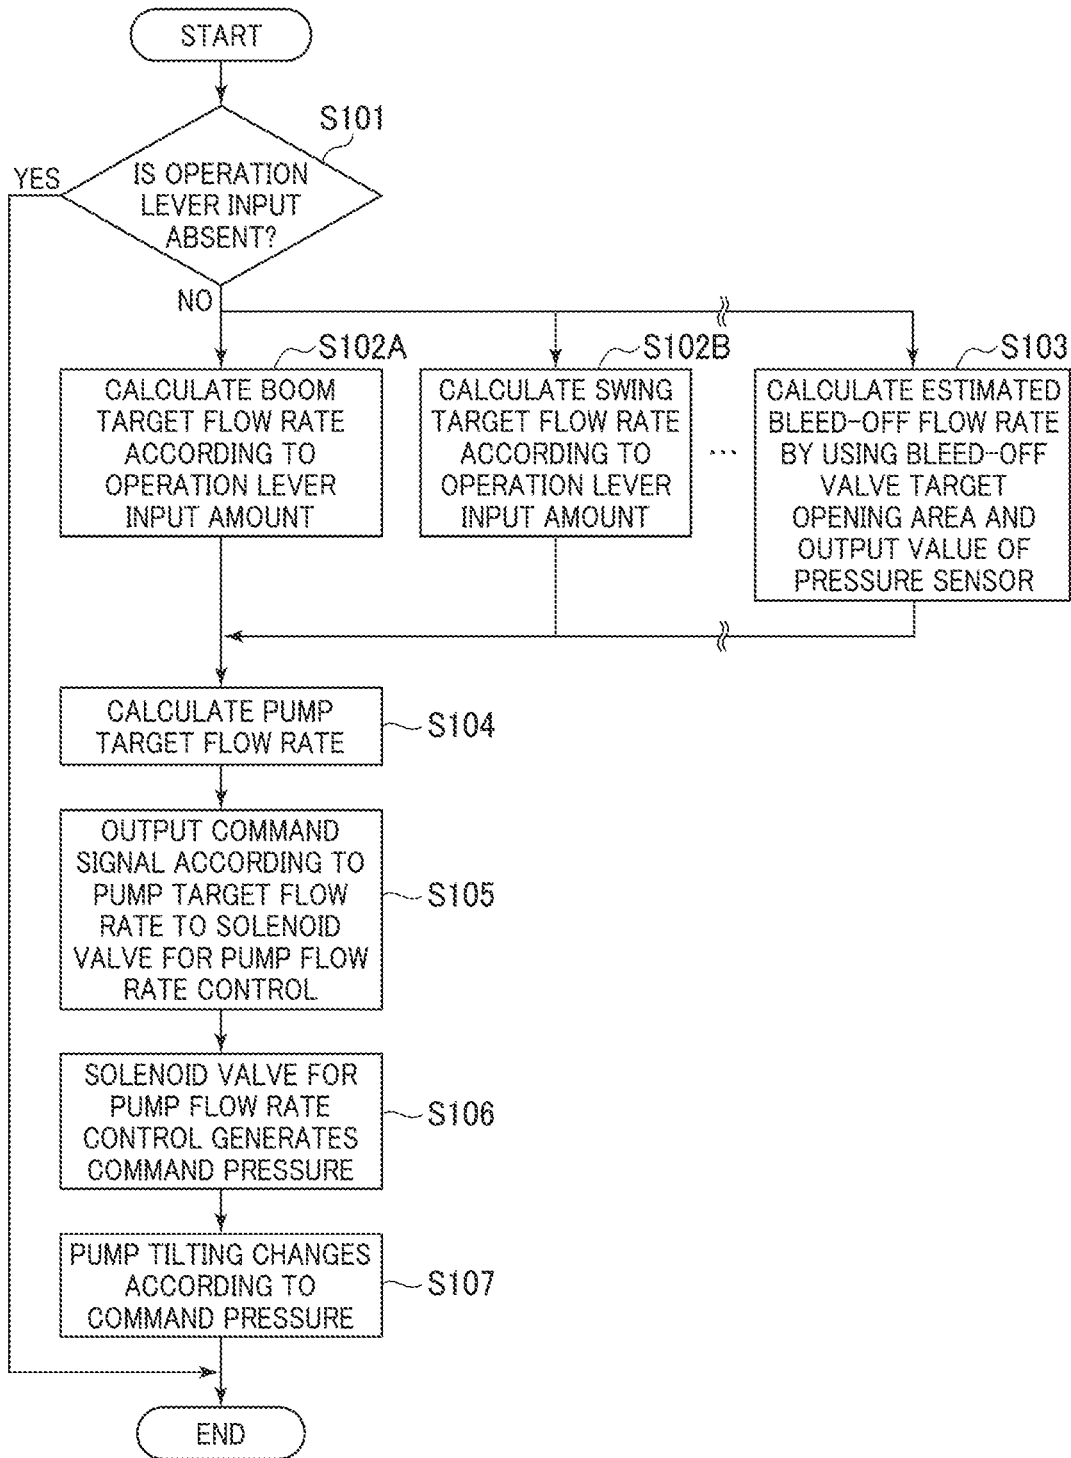 START
S101
YES
IS OPERATION
LEVER INPUT
ABSENT?
NO
S102A
CALCULATE BOOM
TARGET FLOW RATE
ACCORDING TO
OPERATION LEVER
INPUT AMOUNT
S102B
CALCULATE SWING
TARGET FLOW RATE
ACCORDING TO
OPERATION LEVER
INPUT AMOUNT
...
S103
CALCULATE ESTIMATED
BLEED-OFF FLOW RATE
BY USING BLEED-OFF
VALVE TARGET
OPENING AREA AND
OUTPUT VALUE OF
PRESSURE SENSOR
CALCULATE PUMP
TARGET FLOW RATE
S104
OUTPUT COMMAND
SIGNAL ACCORDING TO
PUMP TARGET FLOW
RATE TO SOLENOID
VALVE FOR PUMP FLOW
RATE CONTROL
S105
SOLENOID VALVE FOR
PUMP FLOW RATE
CONTROL GENERATES
COMMAND PRESSURE
S106
PUMP TILTING CHANGES
ACCORDING TO
COMMAND PRESSURE
S107
END